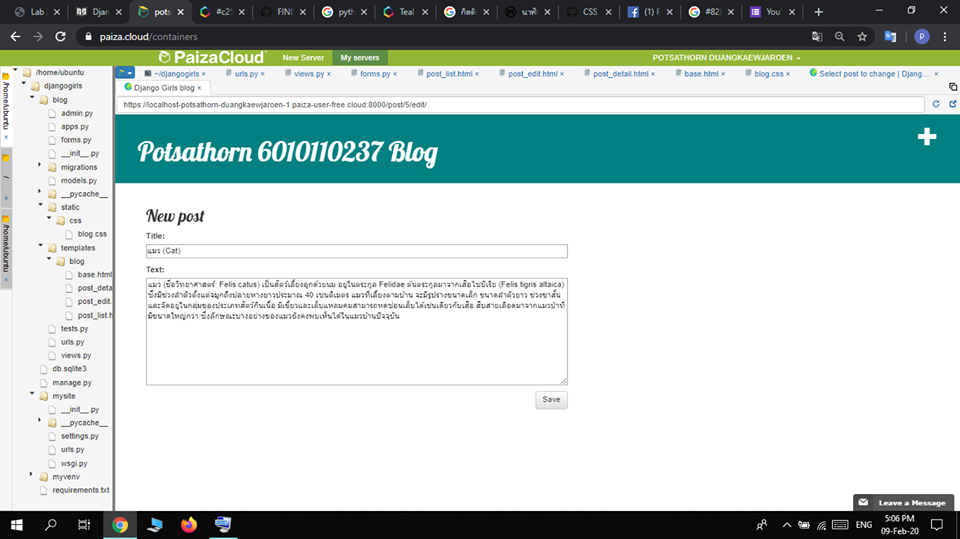 Lab
Djan
pots
#c25
FINI
pyth
Teal
กิตติ
นาฬิ
CSS
(1) F
#828
YouT
paiza.cloud/containers
PaizaCloud
New Server
My servers
POTSATHORN DUANGKAEWJAROEN
/home/ubuntu
~/djangogirls ×
urls.py ×
views.py ×
forms.py ×
post_list.html ×
post_edit.html ×
post_detail.html ×
base.html ×
blog.css ×
Select post to change | Djang… ×
Django Girls blog ×
https://localhost-potsathorn-duangkaewjaroen-1.paiza-user-free.cloud:8000/post/5/edit/
/home/ubuntu ×
/ ×
/home/ubuntu ×
djangogirls
blog
admin.py
apps.py
forms.py
__init__.py
migrations
models.py
__pycache__
static
css
blog.css
templates
blog
base.html
post_deta
post_edit.
post_list.h
tests.py
urls.py
views.py
db.sqlite3
manage.py
mysite
__init__.py
__pycache__
settings.py
urls.py
wsgi.py
myvenv
requirements.txt
Potsathorn 6010110237 Blog
New post
Title:
แมว (Cat)
Text:
แมว (ชื่อวิทยาศาสตร์: Felis catus) เป็นสัตว์เลี้ยงลูกด้วยนม อยู่ในตระกูล Felidae ต้นตระกูลมาจากเสือไซบีเรีย (Felis tigris altaica)
ซึ่งมีช่วงลำตัวตั้งแต่จมูกถึงปลายหางยาวประมาณ 40 เซนติเมตร แมวที่เลี้ยงตามบ้าน จะมีรูปร่างขนาดเล็ก ขนาดลำตัวยาว ช่วงขาสั้น
และจัดอยู่ในกลุ่มของประเภทสัตว์กินเนื้อ มีเขี้ยวและเล็บแหลมคมสามารถหดซ่อนเล็บได้เช่นเดียวกับเสือ สืบสายเลือดมาจากแมวป่าที่
มีขนาดใหญ่กว่า ซึ่งลักษณะบางอย่างของแมวยังคงพบเห็นได้ในแมวบ้านปัจจุบัน
Save
Leave a Message
ENG
5:06 PM
09-Feb-20